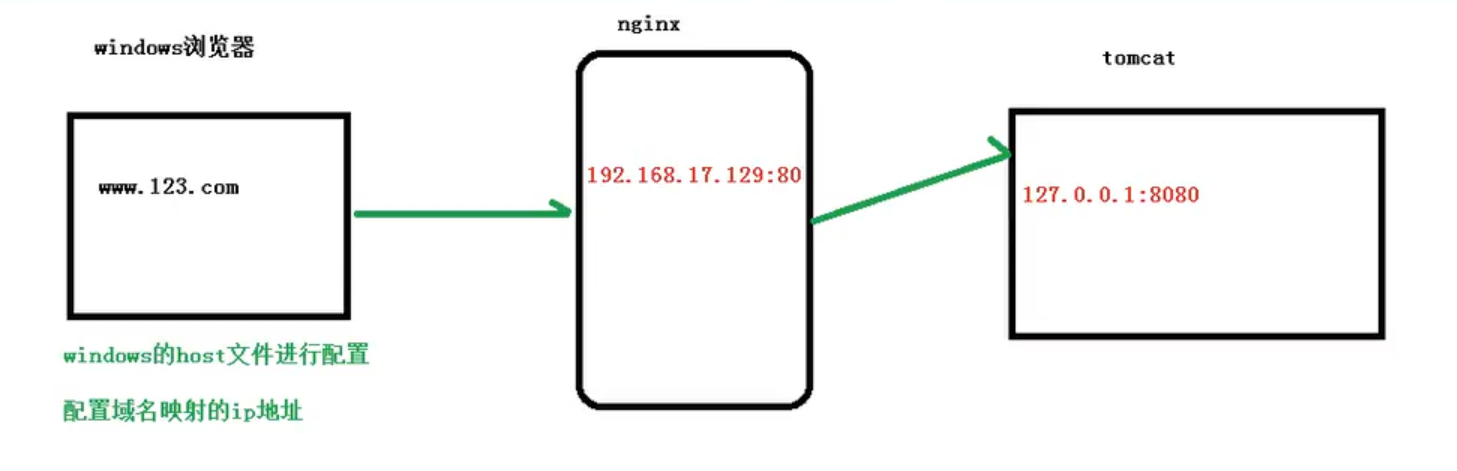 windows浏览器
nginx
tomcat
www.123.com
192.168.17.129:80
127.0.0.1:8080
windows的host文件进行配置
配置域名映射的ip地址